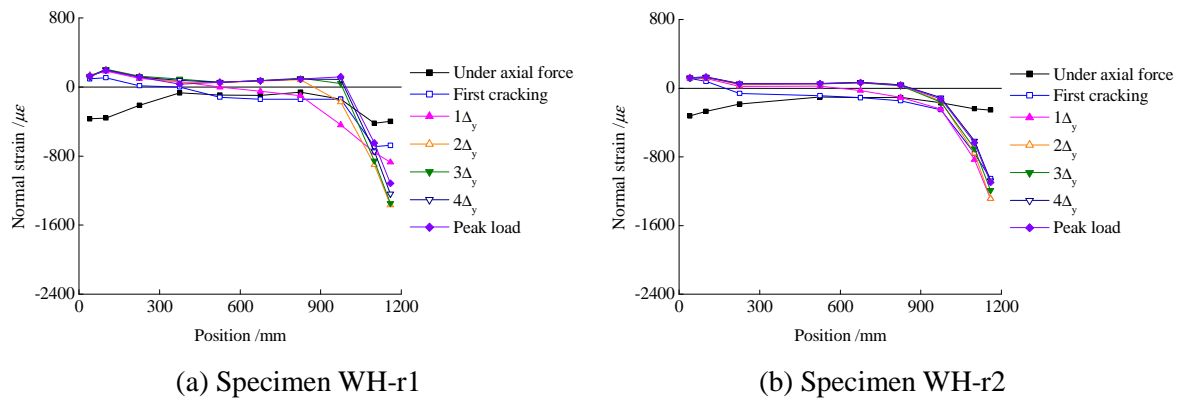 800
0
-800
-1600
-2400
Normal strain /με
0 300 600 900 1200
Position /mm
Under axial force
First cracking
1Δy
2Δy
3Δy
4Δy
Peak load
(a) Specimen WH-r1
800
0
-800
-1600
-2400
Normal strain /με
0 300 600 900 1200
Position /mm
Under axial force
First cracking
1Δy
2Δy
3Δy
4Δy
Peak load
(b) Specimen WH-r2